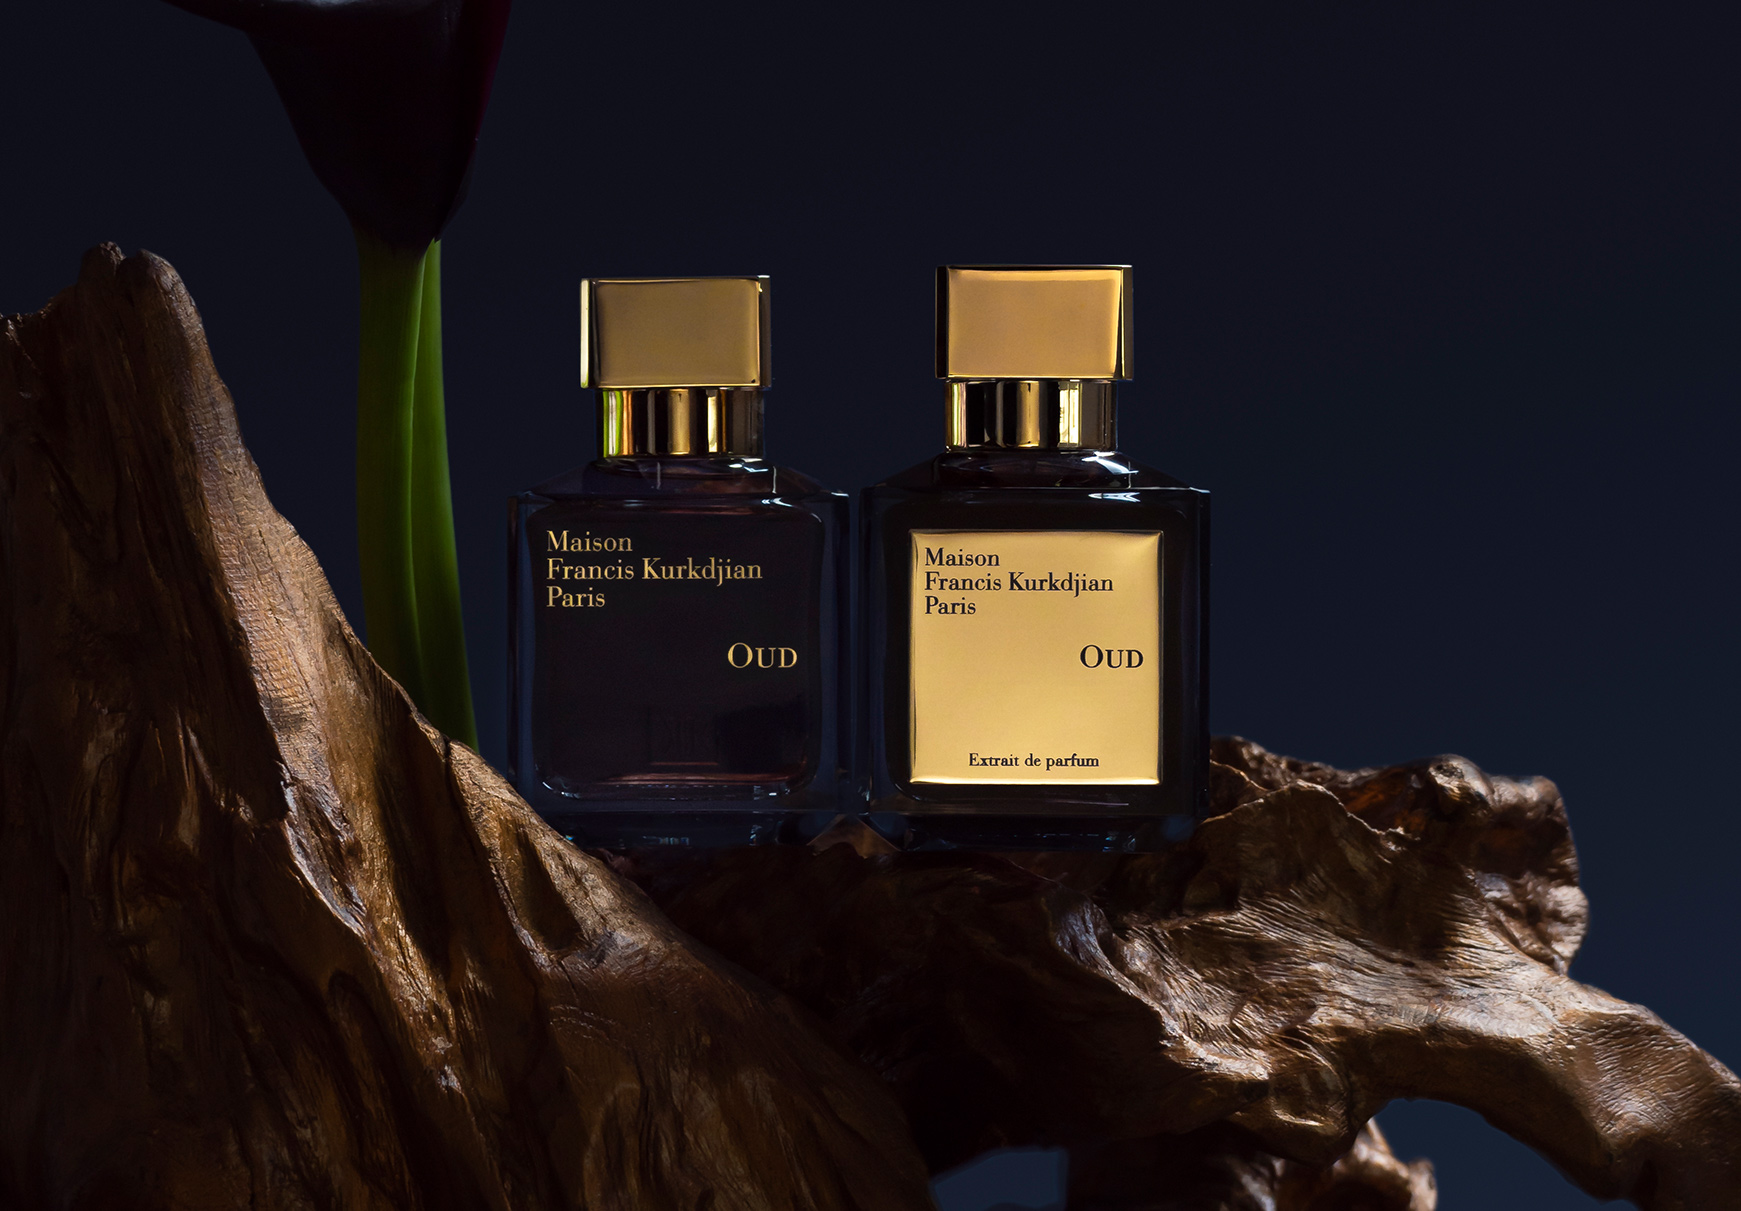 Maison
Francis Kurkdjian
Paris
OUD
Maison
Francis Kurkdjian
Paris
OUD
Extrait de parfum